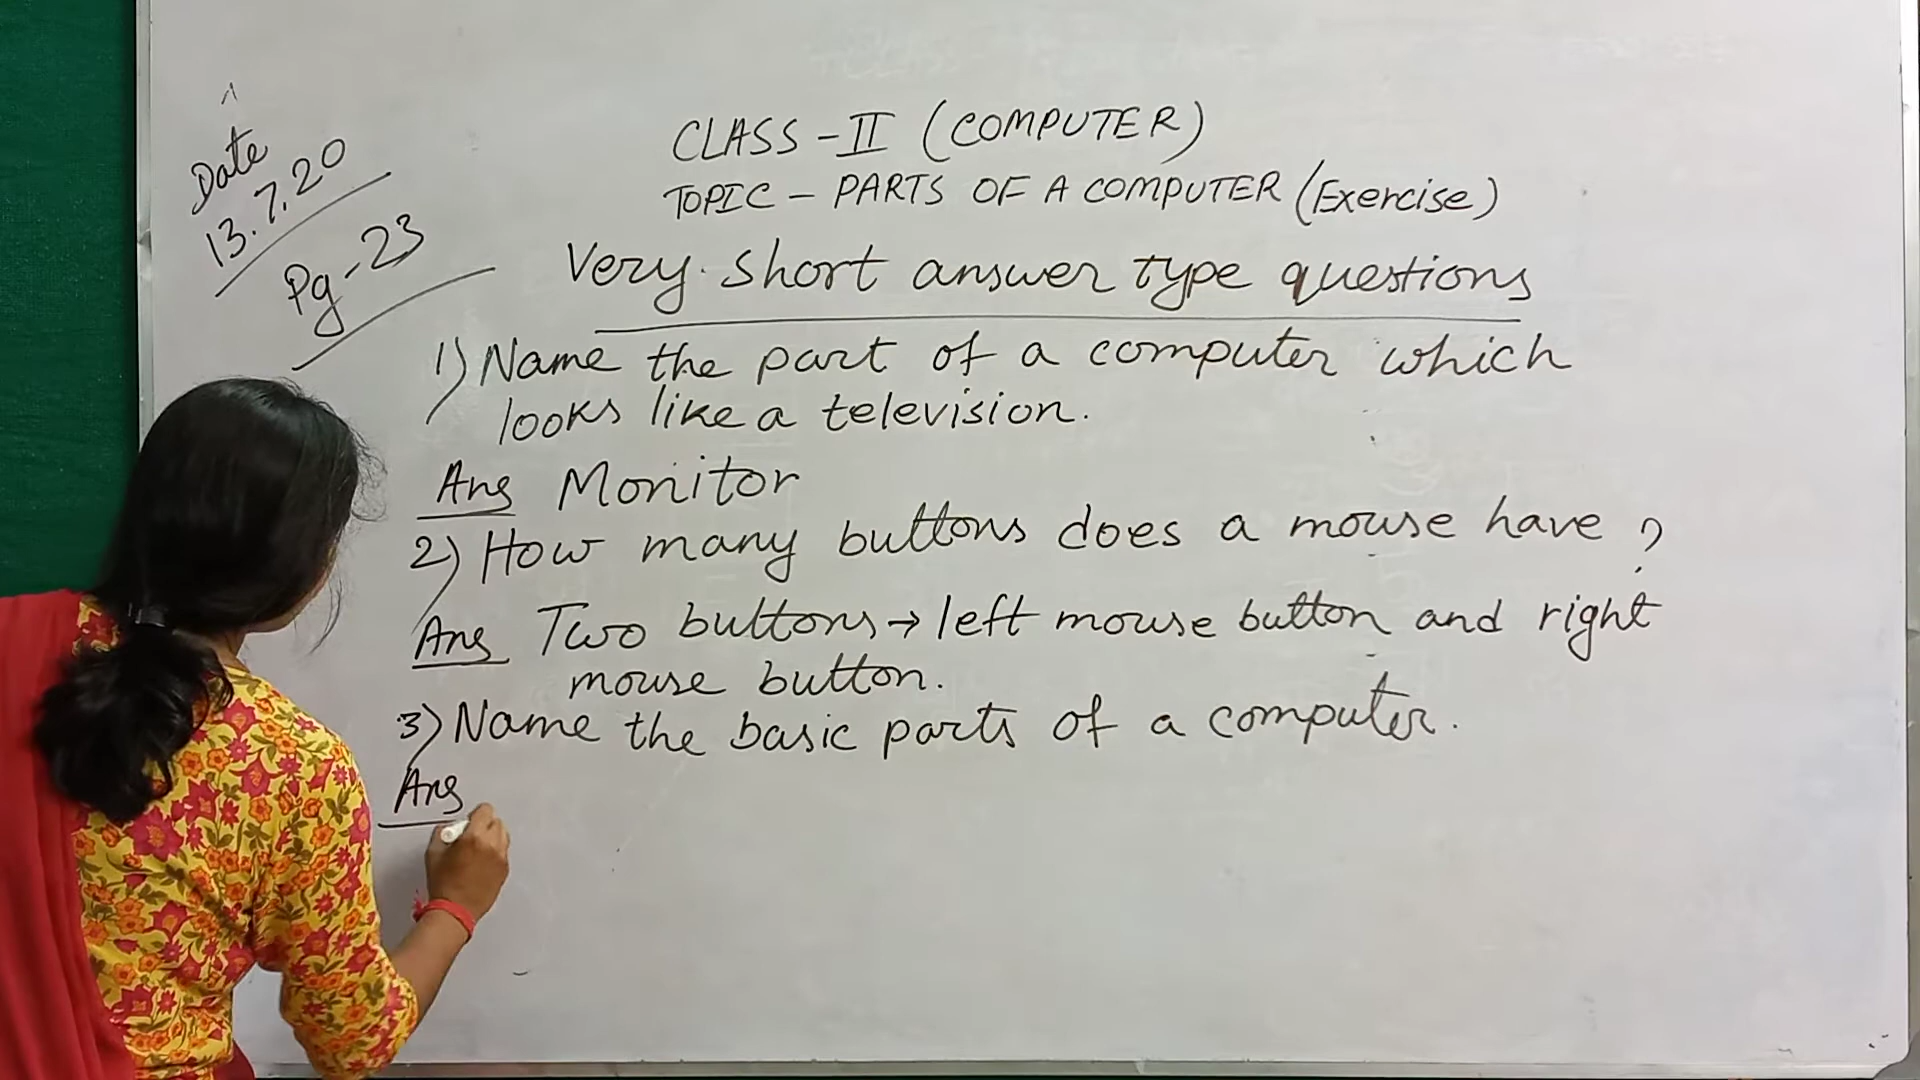 Date
13.7.20
Pg-23
CLASS-II (COMPUTER)
TOPIC - PARTS OF A COMPUTER (Exercise)
Very short answer type questions
1) Name the part of a computer which
looks like a television.
Ans Monitor
2) How many buttons does a mouse have?
Ans Two buttons → left mouse button and right
mouse button.
3) Name the basic parts of a computer.
Ans